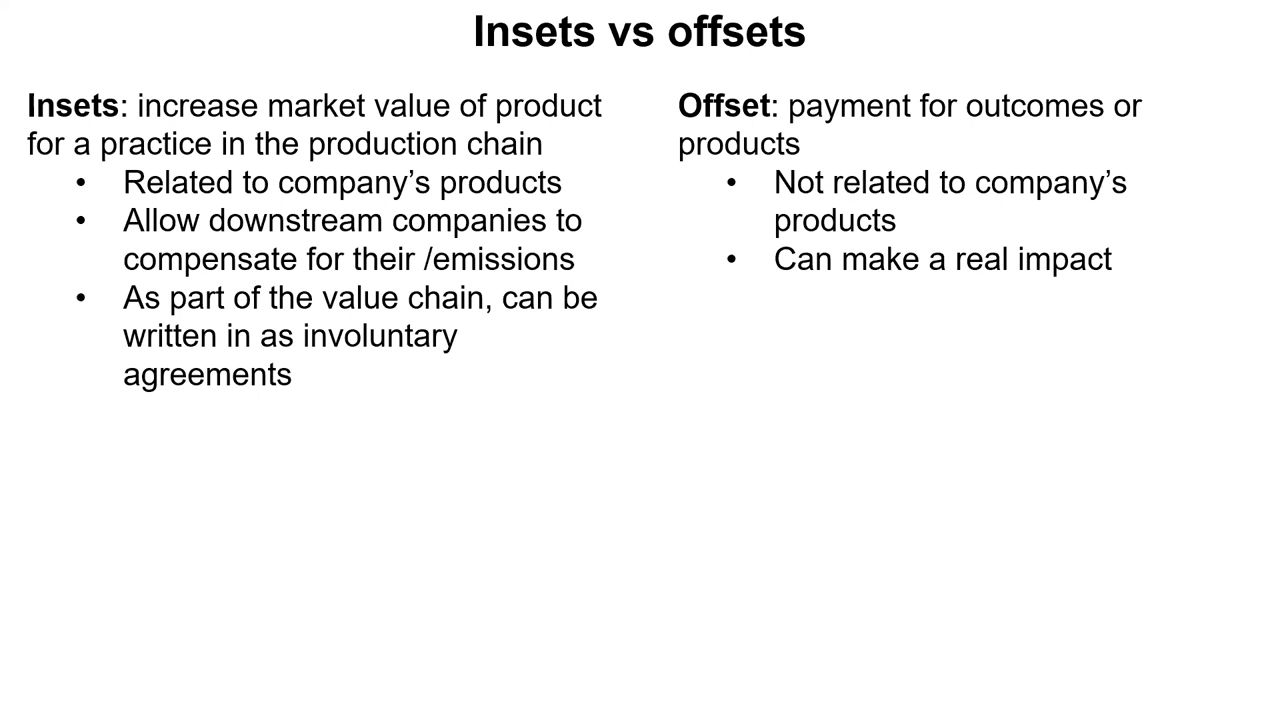 Insets vs offsets
Insets: increase market value of product
for a practice in the production chain
• Related to company’s products
• Allow downstream companies to
compensate for their /emissions
• As part of the value chain, can be
written in as involuntary
agreements
Offset: payment for outcomes or
products
• Not related to company’s
products
• Can make a real impact